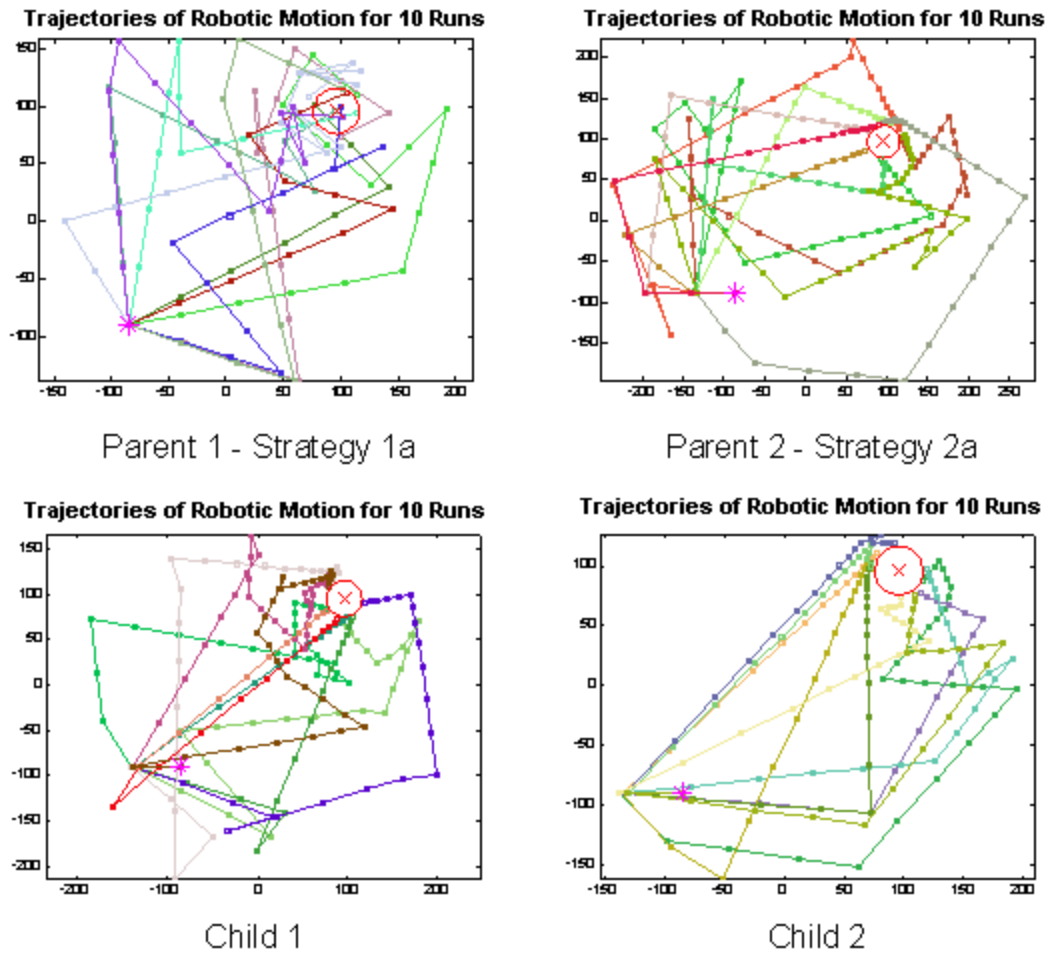 Trajectories of Robotic Motion for 10 Runs
Trajectories of Robotic Motion for 10 Runs
150
100
50
0
-50
-100
-150 -100 -50 0 50 100 150 200
200
150
100
50
0
-50
-100
-150
-200 -150 -100 -50 0 50 100 150 200 250
Parent 1 - Strategy 1a
Parent 2 - Strategy 2a
Trajectories of Robotic Motion for 10 Runs
Trajectories of Robotic Motion for 10 Runs
150
100
50
0
-50
-100
-150
-200
-200 -100 0 100 200
100
50
0
-50
-100
-150
-150 -100 -50 0 50 100 150 200
Child 1
Child 2